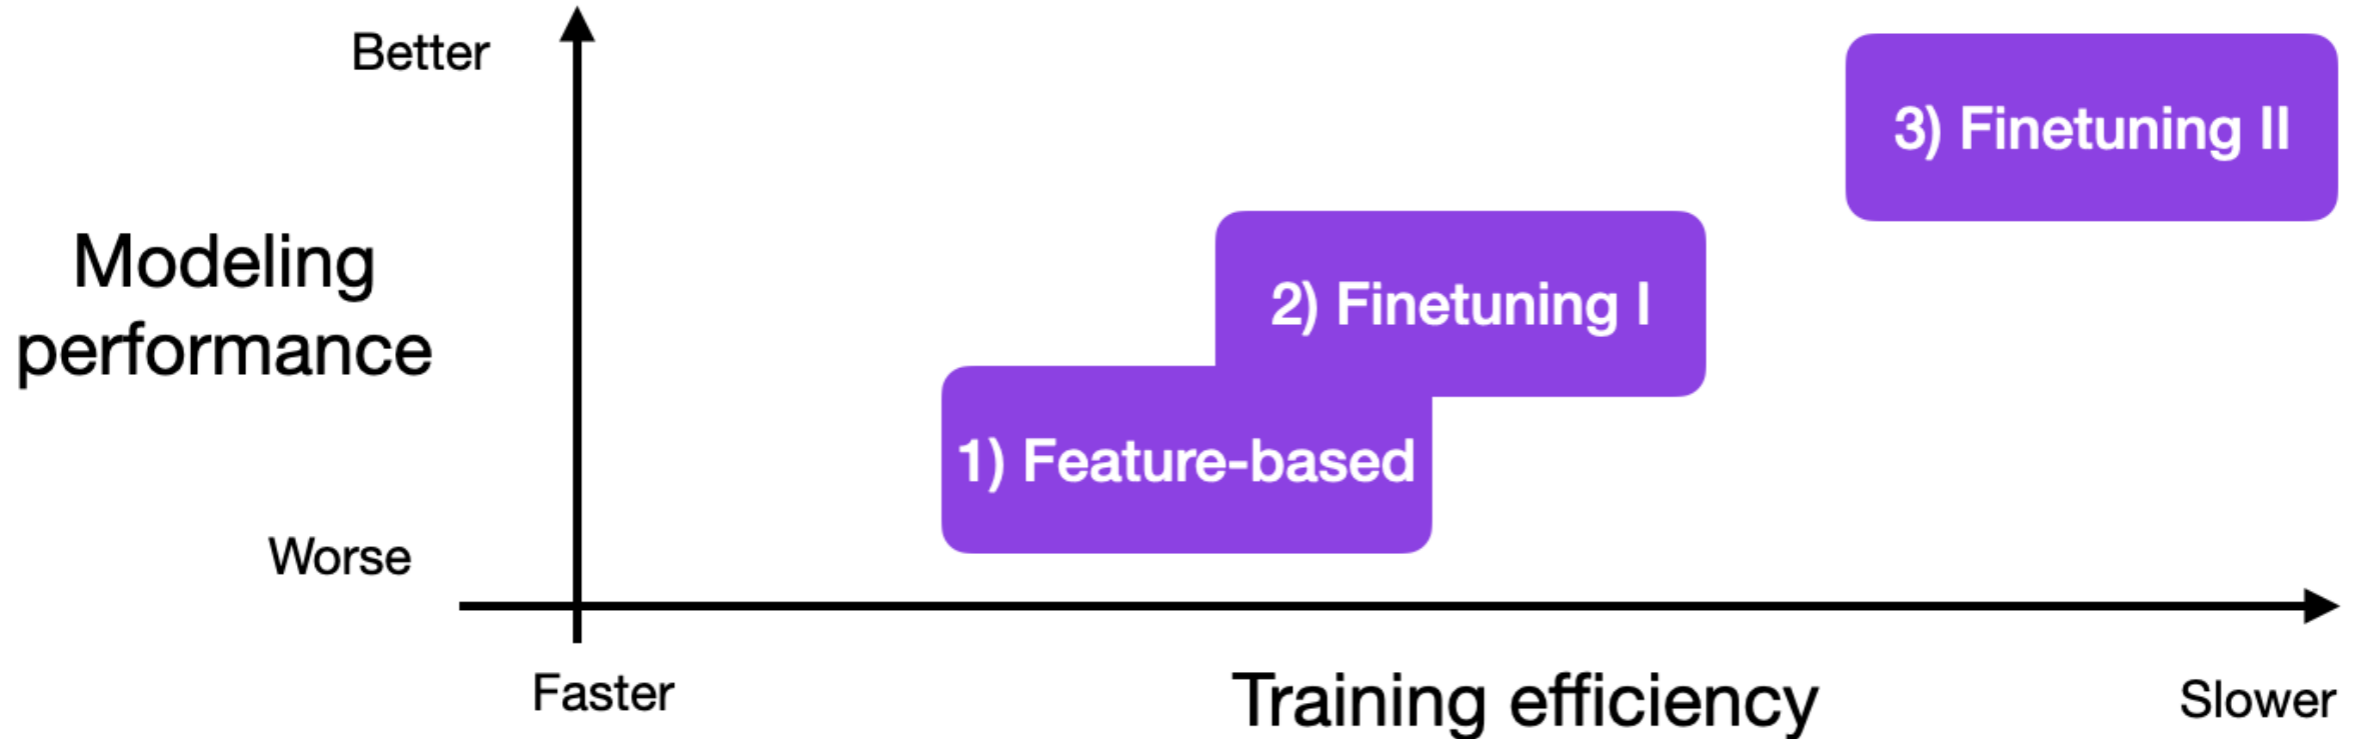 Better
3) Finetuning II
Modeling
performance
2) Finetuning I
1) Feature-based
Worse
Faster
Training efficiency
Slower